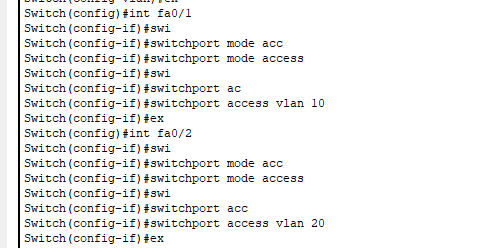 Switch(config)#int fa0/1
Switch(config-if)#swi
Switch(config-if)#switchport mode acc
Switch(config-if)#switchport mode access
Switch(config-if)#swi
Switch(config-if)#switchport ac
Switch(config-if)#switchport access vlan 10
Switch(config-if)#ex
Switch(config)#int fa0/2
Switch(config-if)#swi
Switch(config-if)#switchport mode acc
Switch(config-if)#switchport mode access
Switch(config-if)#swi
Switch(config-if)#switchport acc
Switch(config-if)#switchport access vlan 20
Switch(config-if)#ex